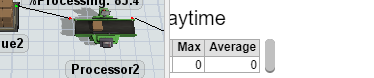 %Processing: 83.4
aytime
Max Average
ue2
0 0
Processor2